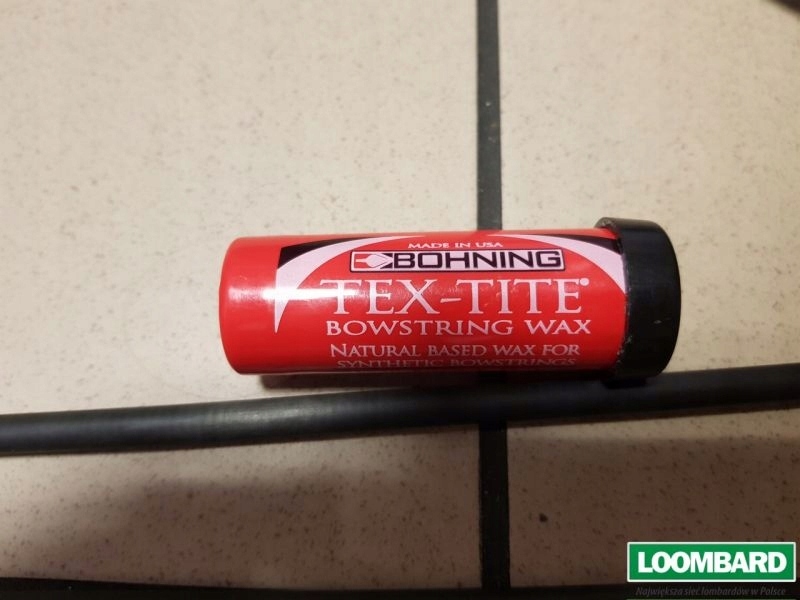 MADE IN USA
BOHNING
TEX-TITE®
BOWSTRING WAX
NATURAL BASED WAX FOR
SYNTHETIC BOWSTRINGS
LOOMBARD
Największa sieć lombardów w Polsce